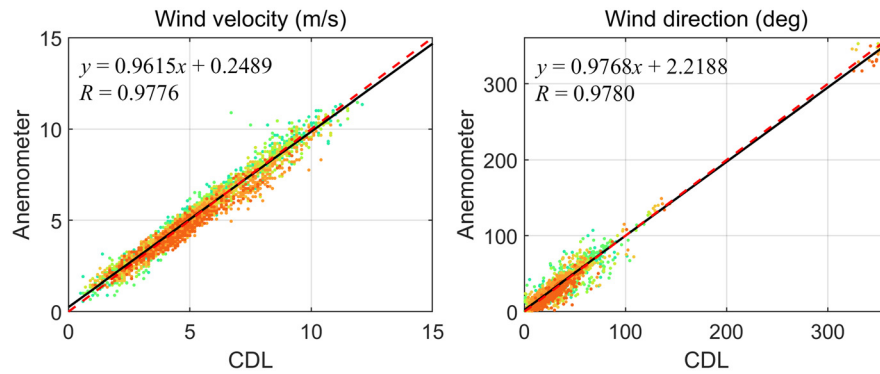 Wind velocity (m/s)
y = 0.9615x + 0.2489
R = 0.9776
15
10
5
0
0
5
10
15
Anemometer
CDL
Wind direction (deg)
y = 0.9768x + 2.2188
R = 0.9780
300
200
100
0
0
100
200
300
Anemometer
CDL